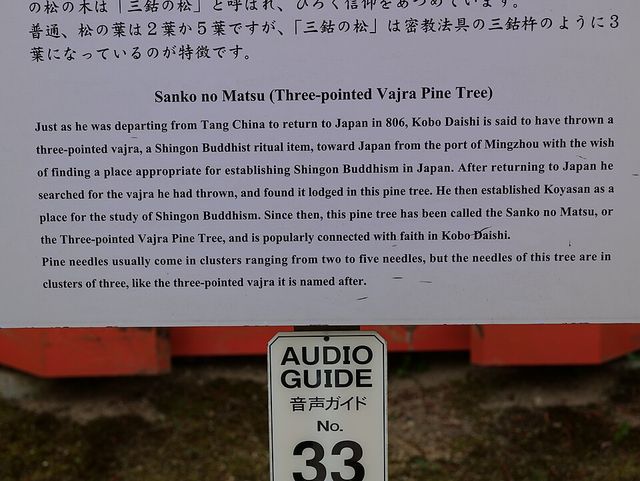 の松の木は「三鈷の松」と呼ばれ、ひろく信仰をあつめています。
普通、松の葉は２葉か５葉ですが、「三鈷の松」は密教法具の三鈷杵のように３
葉になっているのが特徴です。
Sanko no Matsu (Three-pointed Vajra Pine Tree)
Just as he was departing from Tang China to return to Japan in 806, Kobo Daishi is said to have thrown a
three-pointed vajra, a Shingon Buddhist ritual item, toward Japan from the port of Mingzhou with the wish
of finding a place appropriate for establishing Shingon Buddhism in Japan. After returning to Japan he
searched for the vajra he had thrown, and found it lodged in this pine tree. He then established Koyasan as a
place for the study of Shingon Buddhism. Since then, this pine tree has been called the Sanko no Matsu, or
the Three-pointed Vajra Pine Tree, and is popularly connected with faith in Kobo Daishi.
Pine needles usually come in clusters ranging from two to five needles, but the needles of this tree are in
clusters of three, like the three-pointed vajra it is named after.
AUDIO
GUIDE
音声ガイド
No.
33